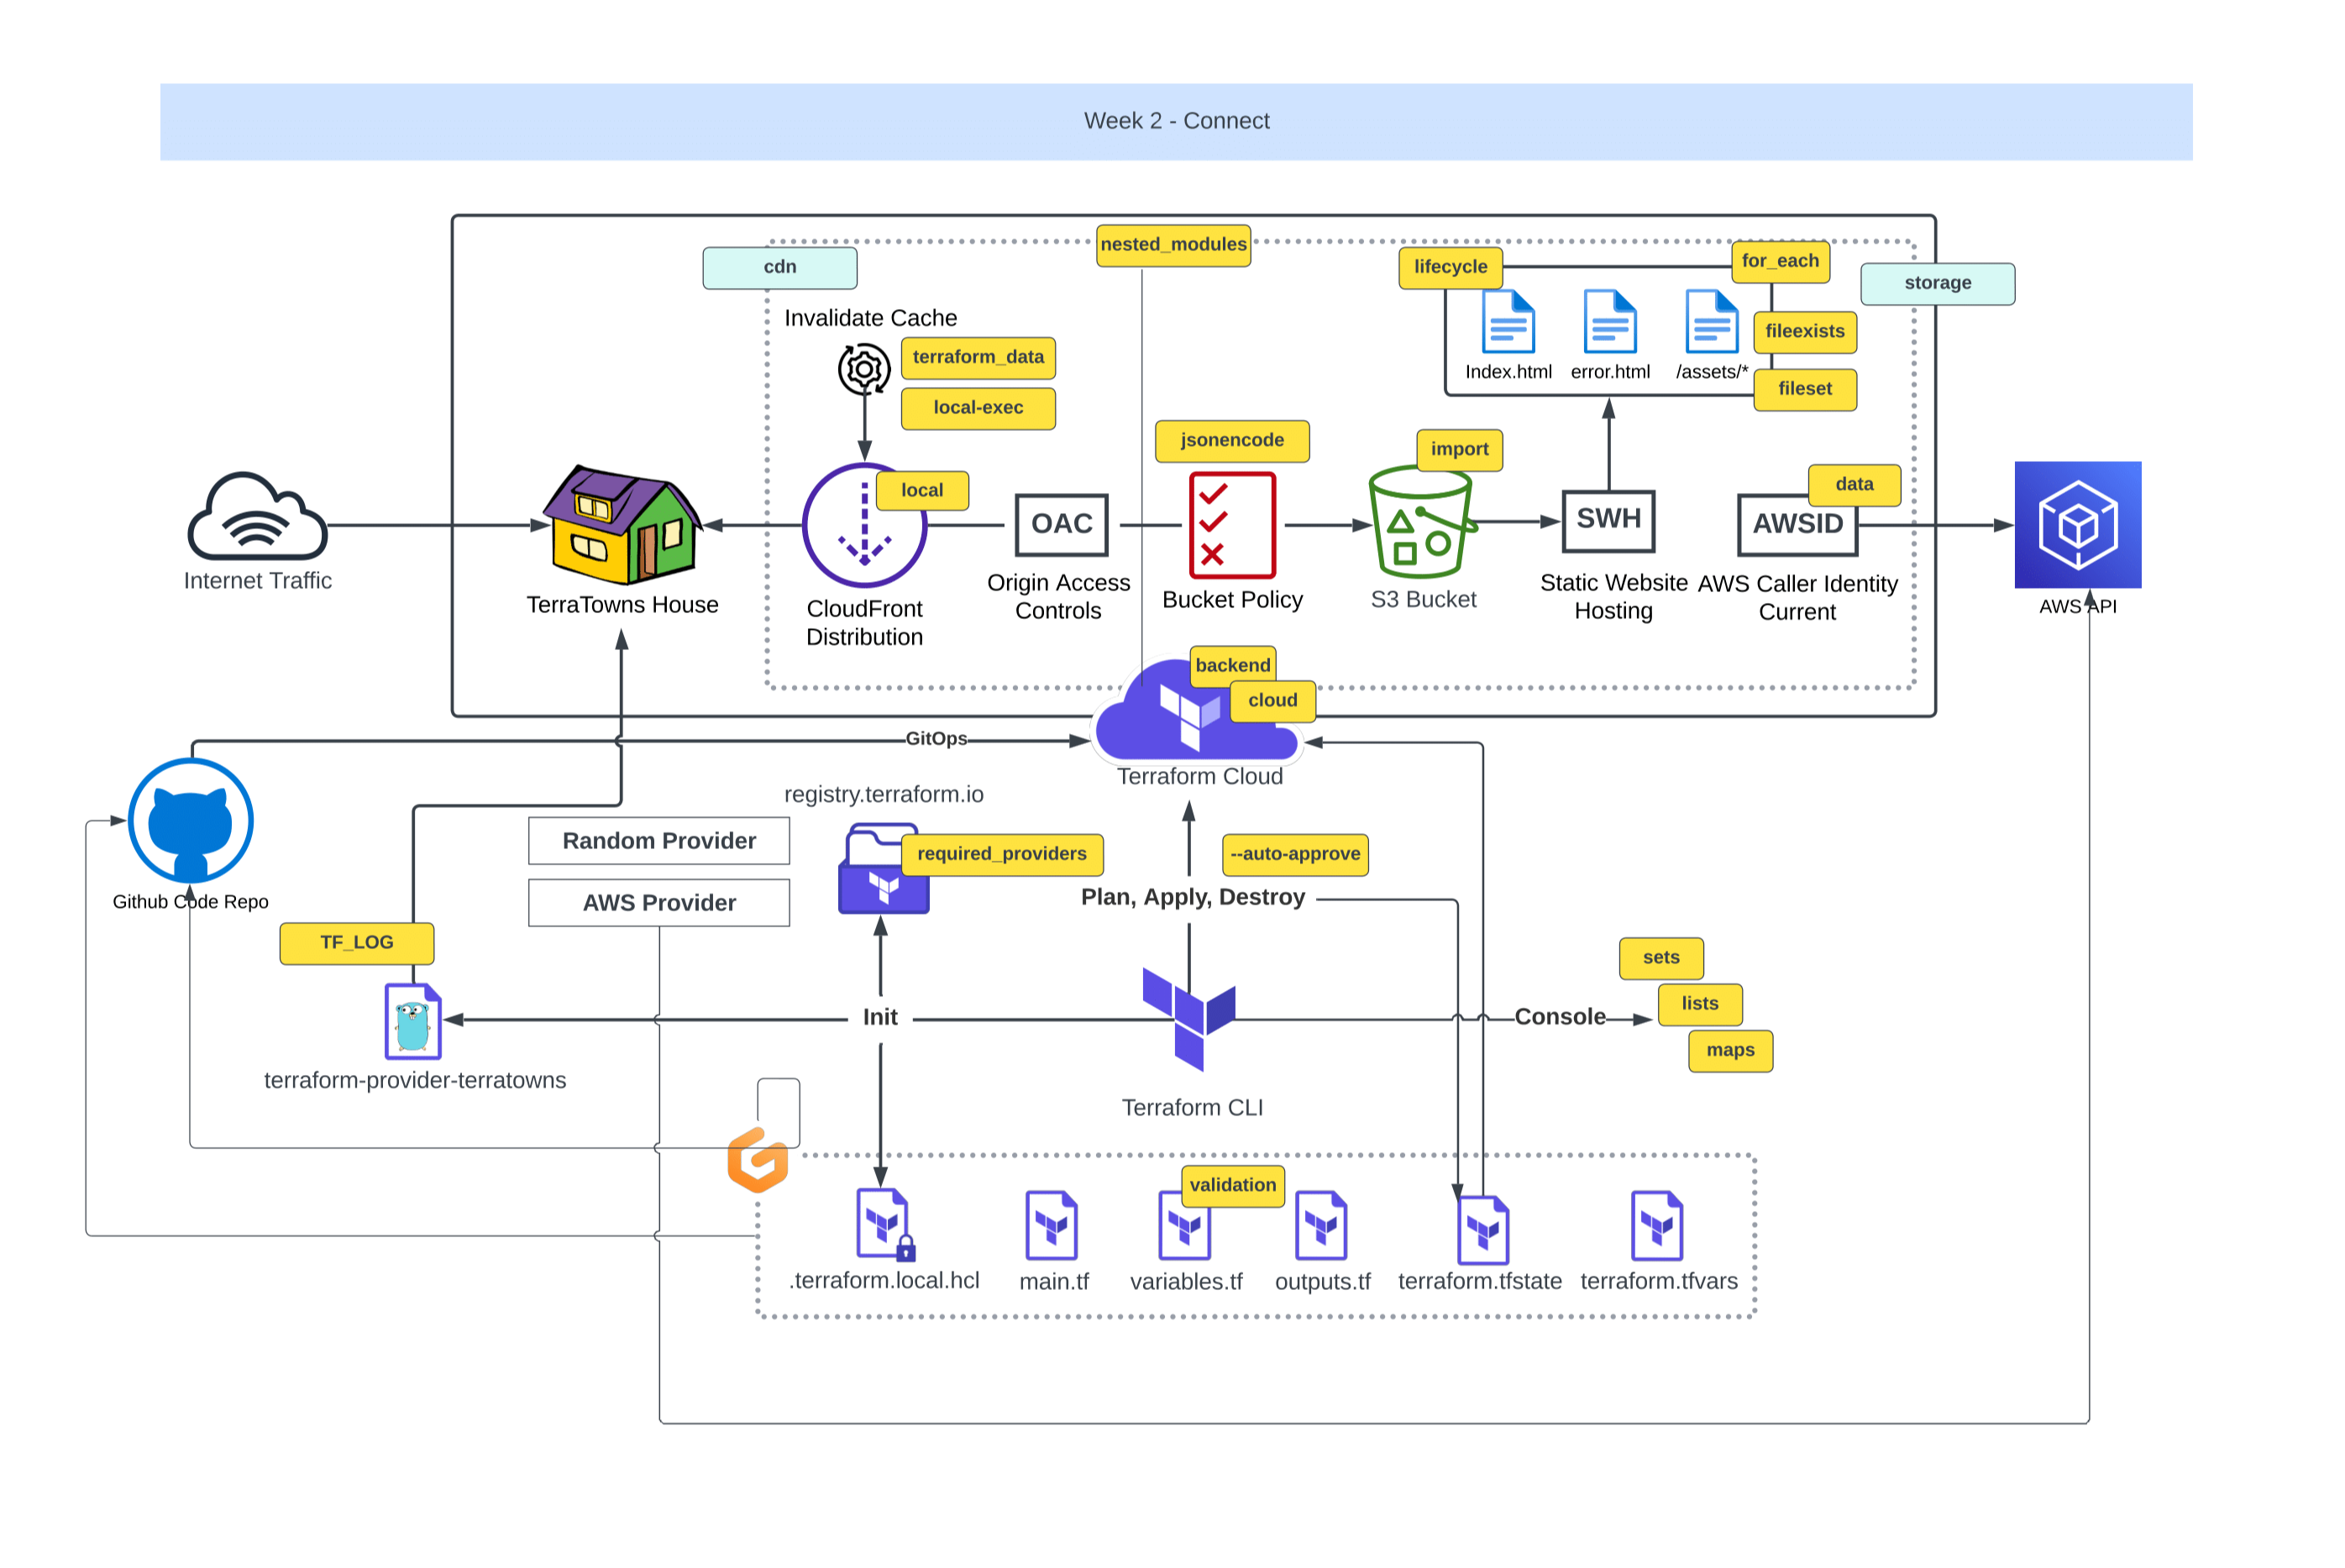 Week 2 - Connect
nested_modules
cdn
lifecycle
for_each
storage
Invalidate Cache
terraform_data
local-exec
fileexists
fileset
Index.html
error.html
/assets/*
jsonencode
import
local
data
OAC
SWH
AWSID
Internet Traffic
TerraTowns House
CloudFront
Distribution
Origin Access
Controls
Bucket Policy
S3 Bucket
Static Website
Hosting
AWS Caller Identity
Current
AWS API
backend
cloud
GitOps
Terraform Cloud
registry.terraform.io
Random Provider
AWS Provider
required_providers
--auto-approve
Plan, Apply, Destroy
Github Code Repo
TF_LOG
sets
lists
maps
Init
Console
terraform-provider-terratowns
Terraform CLI
validation
.terraform.local.hcl
main.tf
variables.tf
outputs.tf
terraform.tfstate
terraform.tfvars